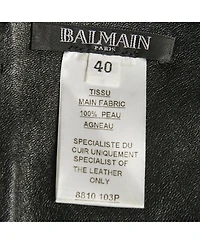 BALMAIN
PARIS
40
TISSU
MAIN FABRIC
100% PEAU
AGNEAU
SPECIALISTE DU
CUIR UNIQUEMENT
SPECIALIST OF
THE LEATHER
ONLY
8810 103P